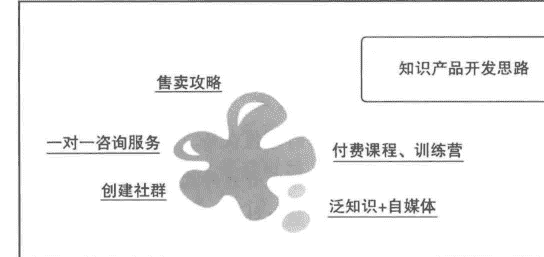 知识产品开发思路
售卖攻略
一对一咨询服务
付费课程、训练营
创建社群
泛知识+自媒体